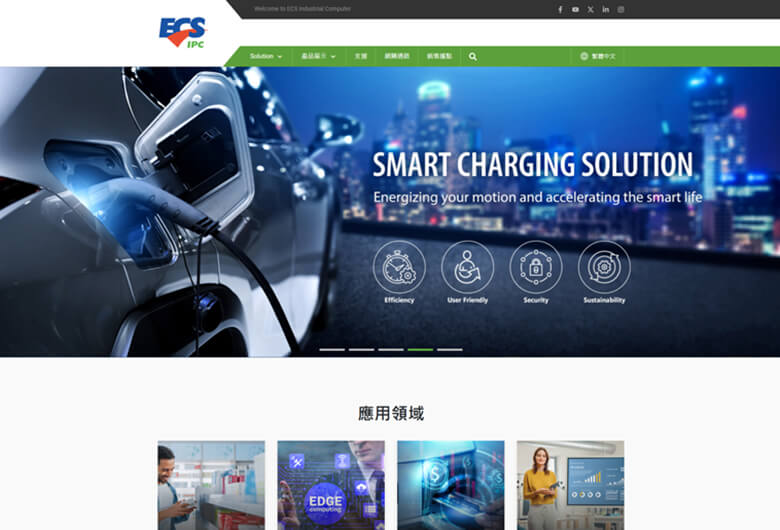 Welcome to ECS Industrial Computer
ECS
IPC
Solution
產品展示
支援
網購通路
銷售據點
繁體中文
SMART CHARGING SOLUTION
Energizing your motion and accelerating the smart life
Efficiency
User Friendly
Security
Sustainability
應用領域
EDGE
computing